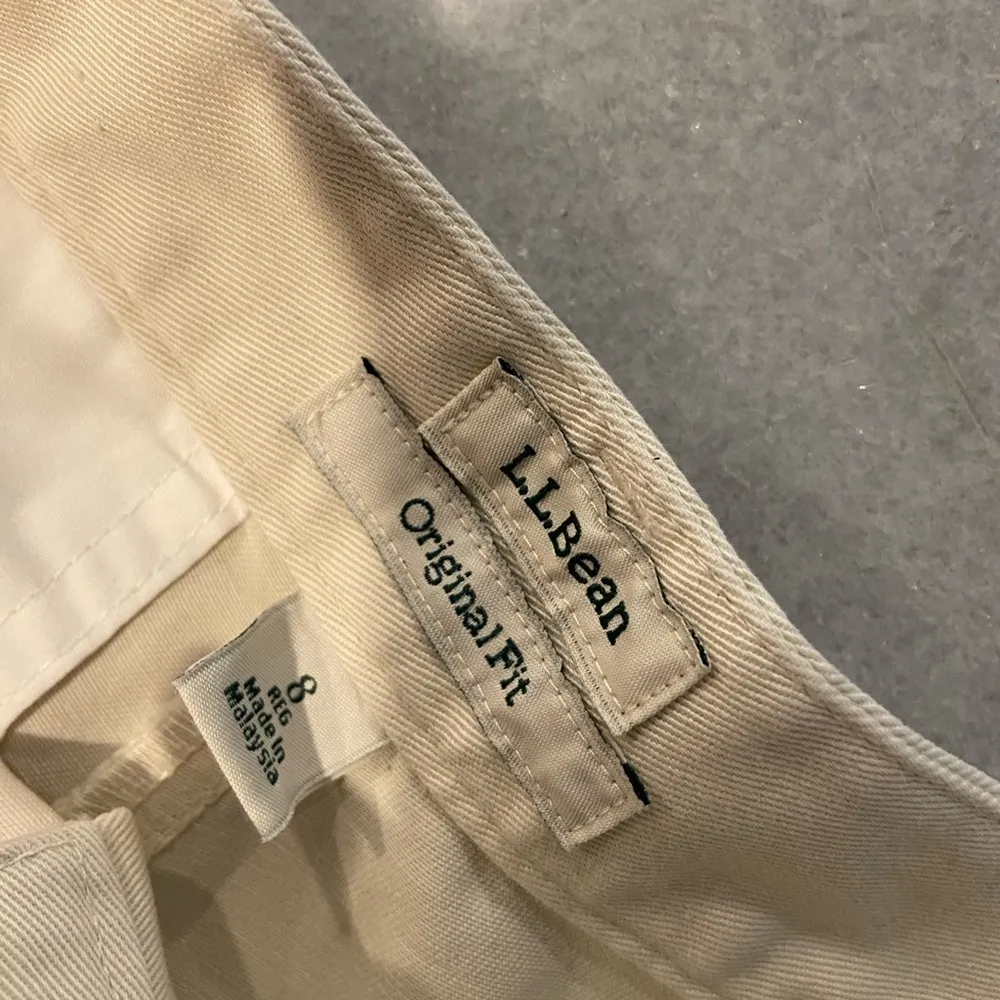 L.L.Bean
Original Fit
8
REG
Made In
Malaysia